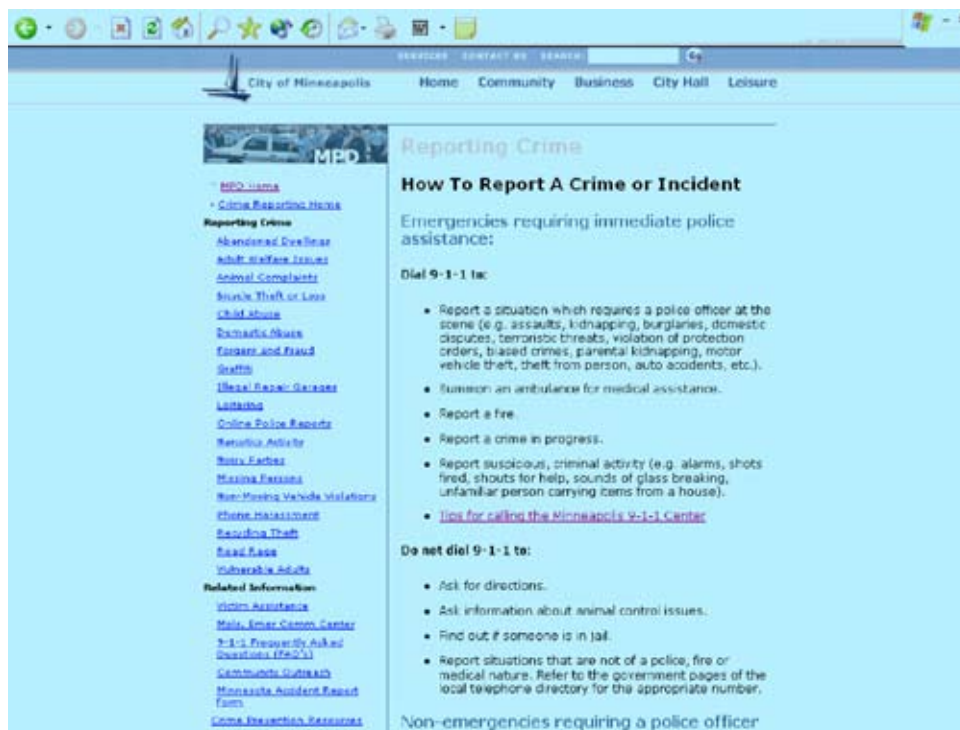 SERVICES CONTACT US SEARCH
City of Minneapolis
Home Community Business City Hall Leisure
MPD
Reporting Crime
How To Report A Crime or Incident
Emergencies requiring immediate police
assistance:
Dial 9-1-1 to:
• Report a situation which requires a police officer at the
scene (e.g. assaults, kidnapping, burglaries, domestic
disputes, terroristic threats, violation of protection
orders, biased crimes, parental kidnapping, motor
vehicle theft, theft from person, auto accidents, etc.).
• Summon an ambulance for medical assistance.
• Report a fire.
• Report a crime in progress.
• Report suspicious, criminal activity (e.g. alarms, shots
fired, shouts for help, sounds of glass breaking,
unfamiliar person carrying items from a house).
• Tips for calling the Minneapolis 9-1-1 Center
Do not dial 9-1-1 to:
• Ask for directions.
• Ask information about animal control issues.
• Find out if someone is in jail.
• Report situations that are not of a police, fire or
medical nature. Refer to the government pages of the
local telephone directory for the appropriate number.
Non-emergencies requiring a police officer
MPD Home
Crime Reporting Home
Reporting Crime
Abandoned Dwellings
Adult Welfare Issues
Animal Complaints
Bicycle Theft or Loss
Child Abuse
Domestic Abuse
Forgery and Fraud
Graffiti
Illegal Repair Garages
Loitering
Online Police Reports
Narcotics Activity
Noisy Parties
Missing Persons
Non-Moving Vehicle Violations
Phone Harassment
Recycling Theft
Road Rage
Vulnerable Adults
Related Information
Victim Assistance
Mpls. Emer Comm. Center
9-1-1 Frequently Asked
Questions (FAQ's)
Community Outreach
Minnesota Accident Report
Form
Crime Prevention Resources